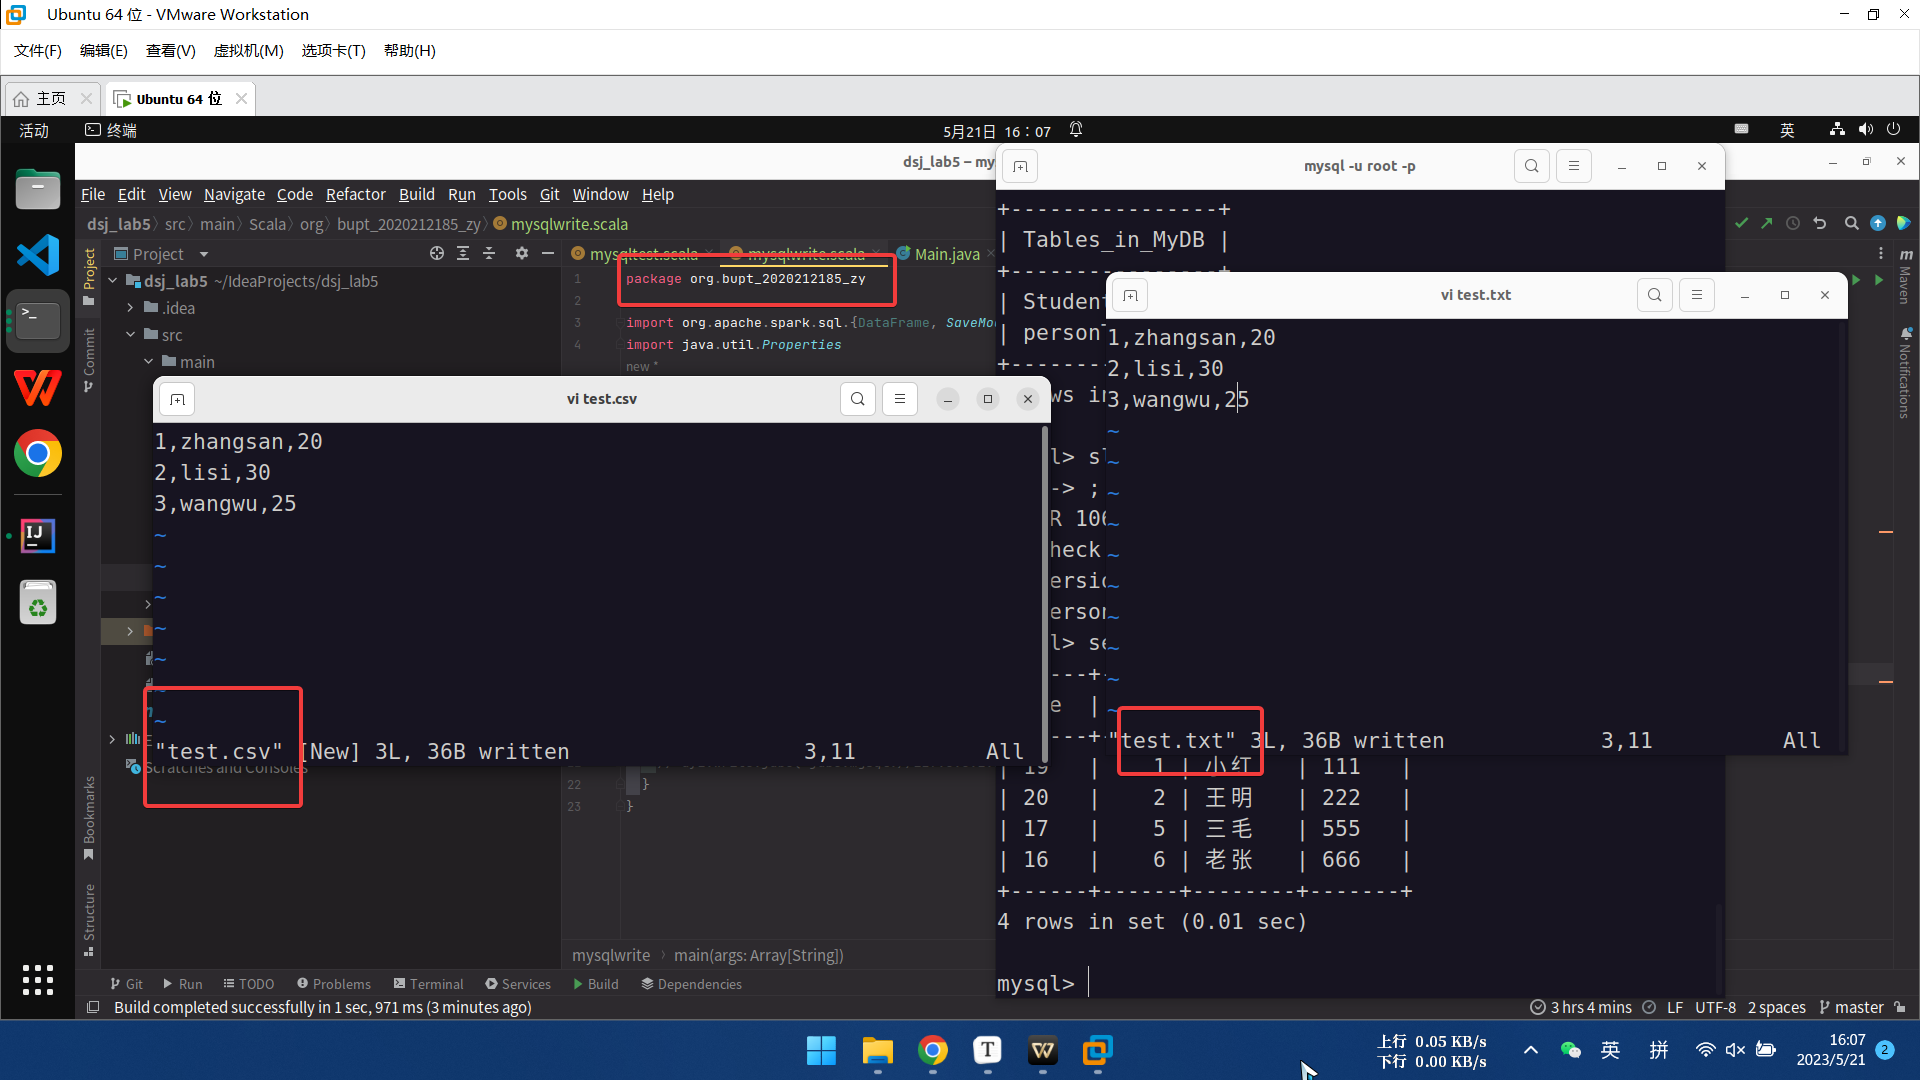 Ubuntu 64 位 - VMware Workstation
文件(F) 编辑(E) 查看(V) 虚拟机(M) 选项卡(T) 帮助(H)
主页 Ubuntu 64 位
活动 终端 5月21日 16：07 英
dsj_lab5 – my
mysql -u root -p
File Edit View Navigate Code Refactor Build Run Tools Git Window Help
dsj_lab5 src main Scala org bupt_2020212185_zy mysqlwrite.scala
Project mysqltest.scala mysqlwrite.scala Main.java
Project
Commit
Bookmarks
Structure
Maven
Notifications
dsj_lab5 ~/IdeaProjects/dsj_lab5
.idea
src
main
Scratches and Consoles
1 package org.bupt_2020212185_zy
2
3 import org.apache.spark.sql.{DataFrame, SaveMo
4 import java.util.Properties
new *
22 }
23 }
mysqlwrite main(args: Array[String])
+----------------+
| Tables_in_MyDB |
+----------------+
| Student
| person
+--------
ws in
l> s
-> ;
R 106
heck
ersio
erson
l> se
----+
e |
----+
| 19 | 1 | 小红 | 111 |
| 20 | 2 | 王明 | 222 |
| 17 | 5 | 三毛 | 555 |
| 16 | 6 | 老张 | 666 |
+------+------+--------+-------+
4 rows in set (0.01 sec)
mysql>
vi test.csv
1,zhangsan,20
2,lisi,30
3,wangwu,25
~
~
~
~
~
~
~
"test.csv" [New] 3L, 36B written 3,11 All
vi test.txt
1,zhangsan,20
2,lisi,30
3,wangwu,25
~
~
~
~
~
~
~
~
~
~
"test.txt" 3L, 36B written 3,11 All
Git Run TODO Problems Terminal Services Build Dependencies
Build completed successfully in 1 sec, 971 ms (3 minutes ago) 3 hrs 4 mins LF UTF-8 2 spaces master
上行 0.05 KB/s
下行 0.00 KB/s
英 拼
16:07
2023/5/21
2